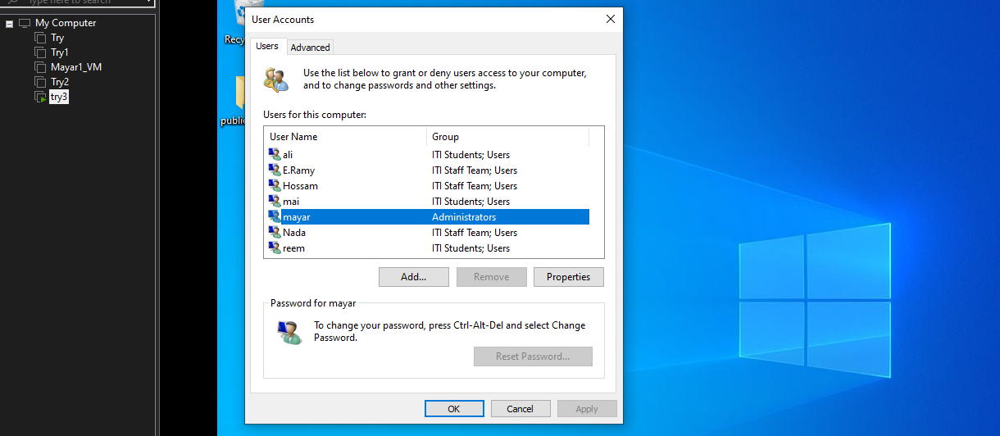 Type here to search
My Computer
Try
Try1
Mayar1_VM
Try2
try3
Recy
public
User Accounts
Users
Advanced
Use the list below to grant or deny users access to your computer,
and to change passwords and other settings.
Users for this computer:
User Name Group
ali ITI Students; Users
E.Ramy ITI Staff Team; Users
Hossam ITI Staff Team; Users
mai ITI Students; Users
mayar Administrators
Nada ITI Staff Team; Users
reem ITI Students; Users
Add... Remove Properties
Password for mayar
To change your password, press Ctrl-Alt-Del and select Change
Password.
Reset Password...
OK Cancel Apply